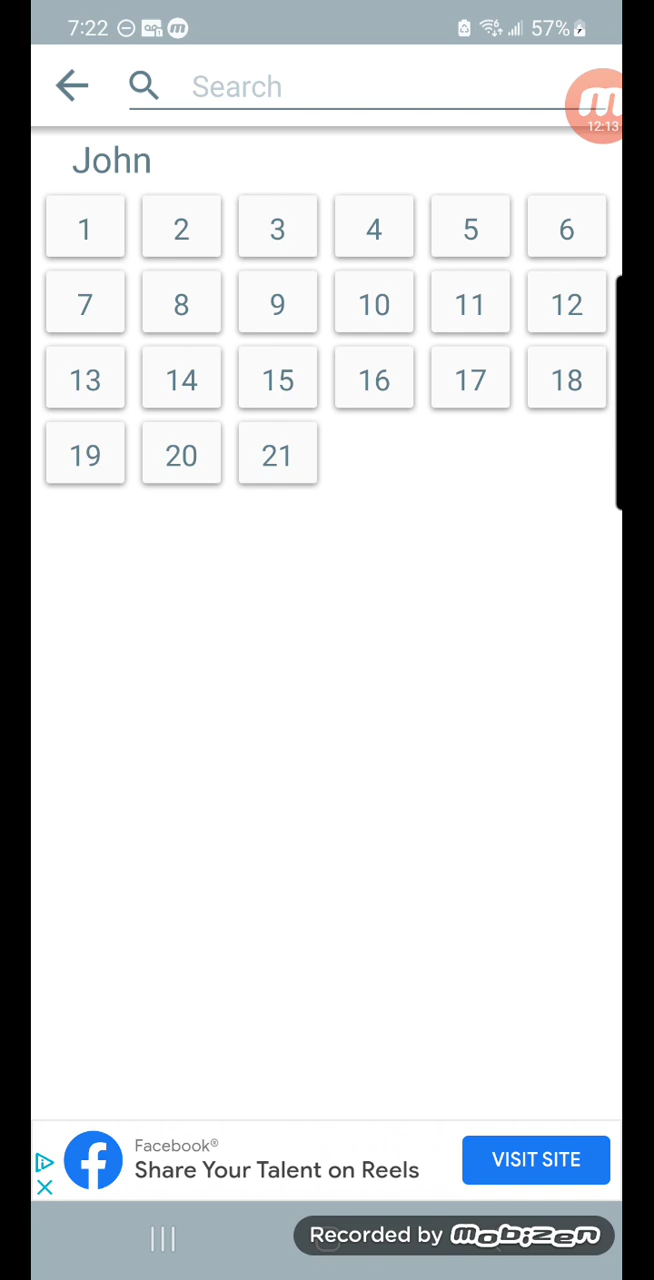 7:22 57%
Search
12:13
John
1 2 3 4 5 6
7 8 9 10 11 12
13 14 15 16 17 18
19 20 21
Facebook®
Share Your Talent on Reels
VISIT SITE
Recorded by mobizen